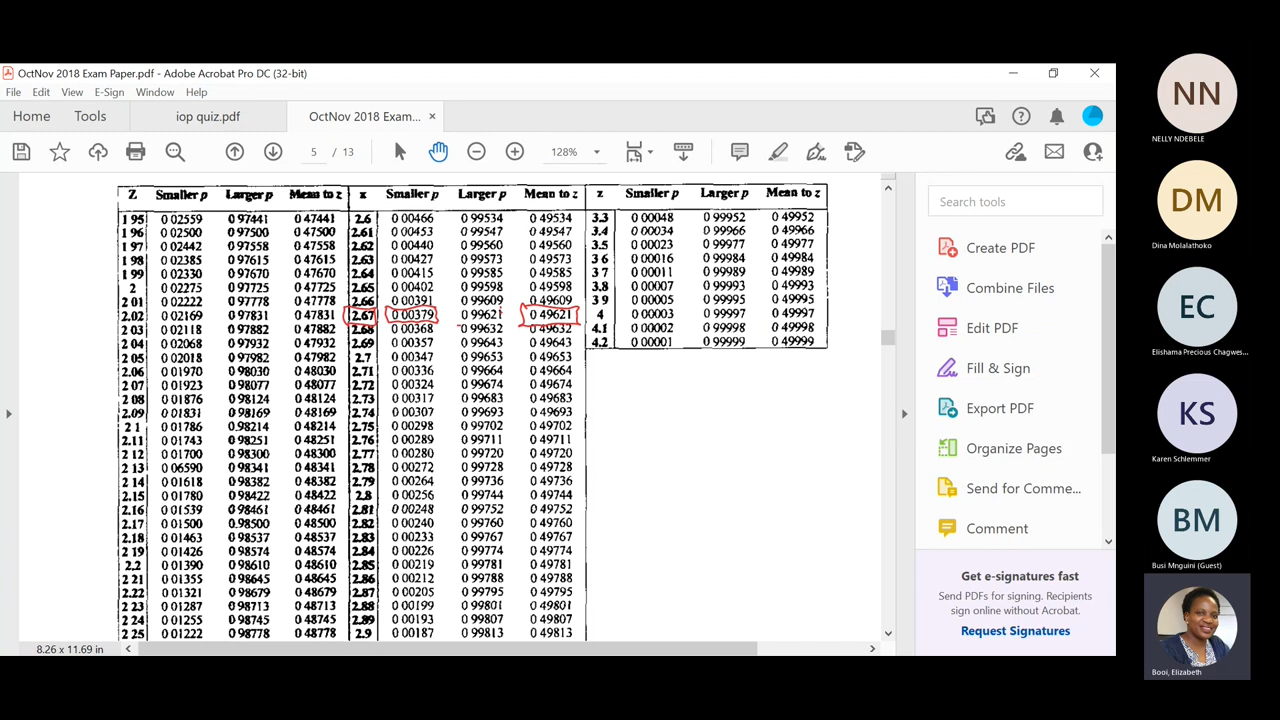 OctNov 2018 Exam Paper.pdf - Adobe Acrobat Pro DC (32-bit)
File Edit View E-Sign Window Help
Home Tools iop quiz.pdf OctNov 2018 Exam... ×
5 / 13 128%
Z Smaller p Larger p Mean to z z Smaller p Larger p Mean to z z Smaller p Larger p Mean to z
1 95 0 02559 0 97441 0 47441 2.6 0 00466 0 99534 0 49534 3.3 0 00048 0 99952 0 49952
1 96 0 02500 0 97500 0 47500 2.61 0 00453 0 99547 0 49547 3.4 0 00034 0 99966 0 49966
1 97 0 02442 0 97558 0 47558 2.62 0 00440 0 99560 0 49560 3.5 0 00023 0 99977 0 49977
1 98 0 02385 0 97615 0 47615 2.63 0 00427 0 99573 0 49573 3 6 0 00016 0 99984 0 49984
1 99 0 02330 0 97670 0 47670 2.64 0 00415 0 99585 0 49585 3 7 0 00011 0 99989 0 49989
2 0 02275 0 97725 0 47725 2.65 0 00402 0 99598 0 49598 3.8 0 00007 0 99993 0 49993
2 01 0 02222 0 97778 0 47778 2.66 0 00391 0 99609 0 49609 3 9 0 00005 0 99995 0 49995
2.02 0 02169 0 97831 0 47831 2.67 0 00379 0 99621 0 49621 4 0 00003 0 99997 0 49997
2 03 0 02118 0 97882 0 47882 2.68 0 00368 0 99632 0 49632 4.1 0 00002 0 99998 0 49998
2 04 0 02068 0 97932 0 47932 2.69 0 00357 0 99643 0 49643 4.2 0 00001 0 99999 0 49999
2 05 0 02018 0 97982 0 47982 2.7 0 00347 0 99653 0 49653
2.06 0 01970 0 98030 0 48030 2.71 0 00336 0 99664 0 49664
2 07 0 01923 0 98077 0 48077 2.72 0 00324 0 99674 0 49674
2 08 0 01876 0 98124 0 48124 2.73 0 00317 0 99683 0 49683
2.09 0 01831 0 98169 0 48169 2.74 0 00307 0 99693 0 49693
2 1 0 01786 0 98214 0 48214 2.75 0 00298 0 99702 0 49702
2.11 0 01743 0 98251 0 48251 2.76 0 00289 0 99711 0 49711
2 12 0 01700 0 98300 0 48300 2.77 0 00280 0 99720 0 49720
2 13 0 06590 0 98341 0 48341 2.78 0 00272 0 99728 0 49728
2 14 0 01618 0 98382 0 48382 2.79 0 00264 0 99736 0 49736
2.15 0 01780 0 98422 0 48422 2.8 0 00256 0 99744 0 49744
2.16 0 01539 0 98461 0 48461 2.81 0 00248 0 99752 0 49752
2.17 0 01500 0 98500 0 48500 2.82 0 00240 0 99760 0 49760
2.18 0 01463 0 98537 0 48537 2.83 0 00233 0 99767 0 49767
2 19 0 01426 0 98574 0 48574 2.84 0 00226 0 99774 0 49774
2.2 0 01390 0 98610 0 48610 2.85 0 00219 0 99781 0 49781
2 21 0 01355 0 98645 0 48645 2.86 0 00212 0 99788 0 49788
2.22 0 01321 0 98679 0 48679 2.87 0 00205 0 99795 0 49795
2 23 0 01287 0 98713 0 48713 2.88 0 00199 0 99801 0 49801
2 24 0 01255 0 98745 0 48745 2.89 0 00193 0 99807 0 49807
2 25 0 01222 0 98778 0 48778 2.9 0 00187 0 99813 0 49813
8.26 x 11.69 in
Search tools
Create PDF
Combine Files
Edit PDF
Fill & Sign
Export PDF
Organize Pages
Send for Comme...
Comment
Get e-signatures fast
Send PDFs for signing. Recipients
sign online without Acrobat.
Request Signatures
NN
NELLY NDEBELE
DM
Dina Molalathoko
EC
Elishama Precious Chagwes...
KS
Karen Schlemmer
BM
Busi Mnguini (Guest)
Booi, Elizabeth